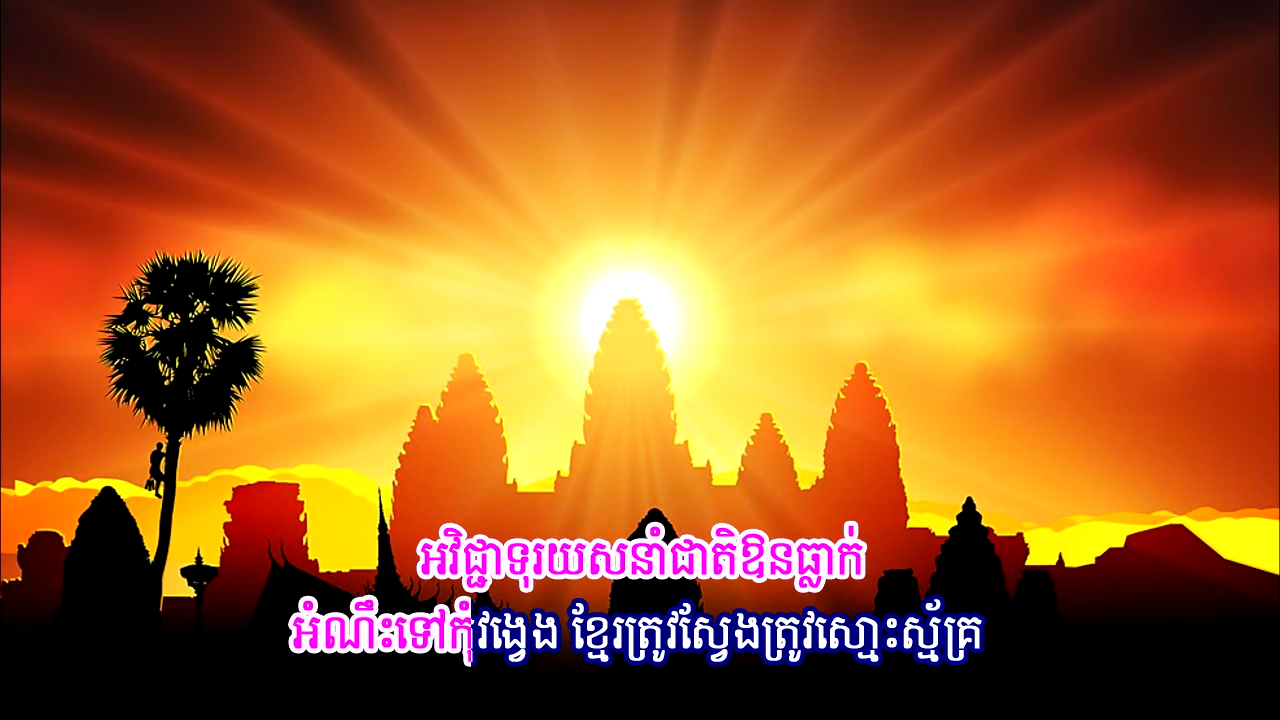 អវិជ្ជាទុរយសនាំជាតិឱនធ្លាក់
អំណឹះទៅកុំវង្វេង ខ្មែរត្រូវស្វែងត្រូវស្មោះស្ម័គ្រ